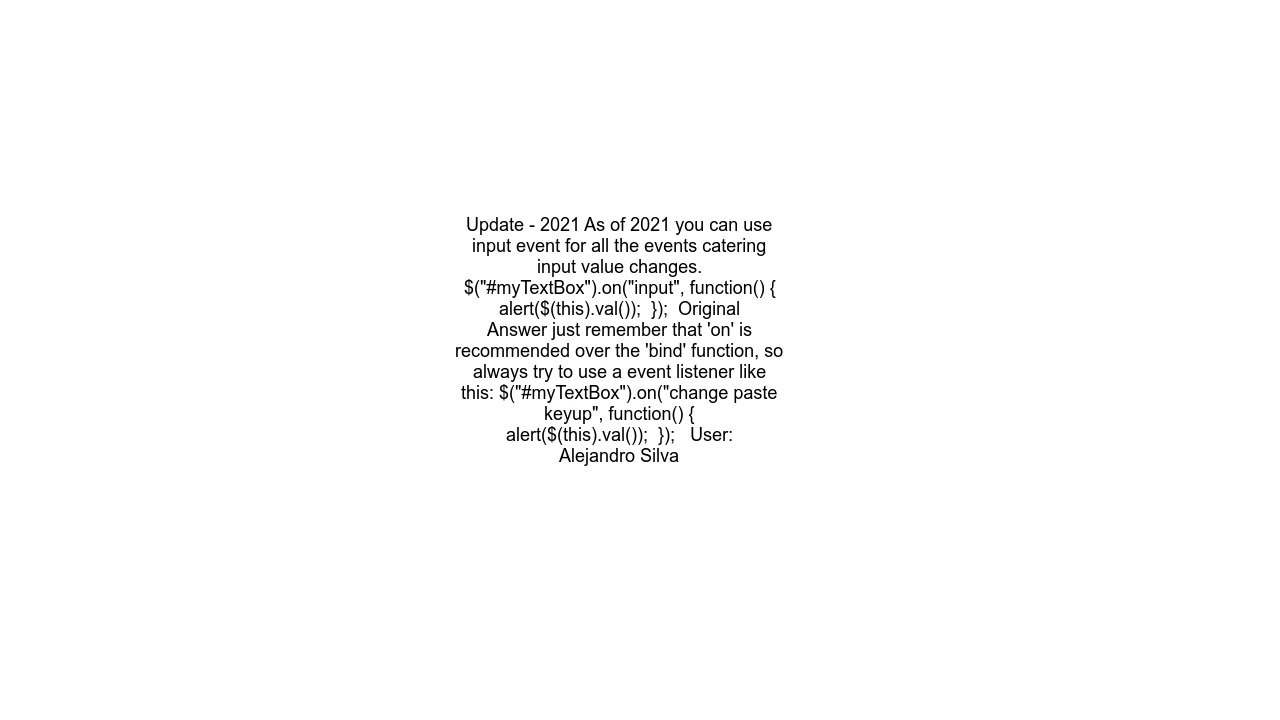 Update - 2021 As of 2021 you can use
input event for all the events catering
input value changes.
$("#myTextBox").on("input", function() {
alert($(this).val());  });  Original
Answer just remember that 'on' is
recommended over the 'bind' function, so
always try to use a event listener like
this: $("#myTextBox").on("change paste
keyup", function() {
alert($(this).val());  });   User:
Alejandro Silva